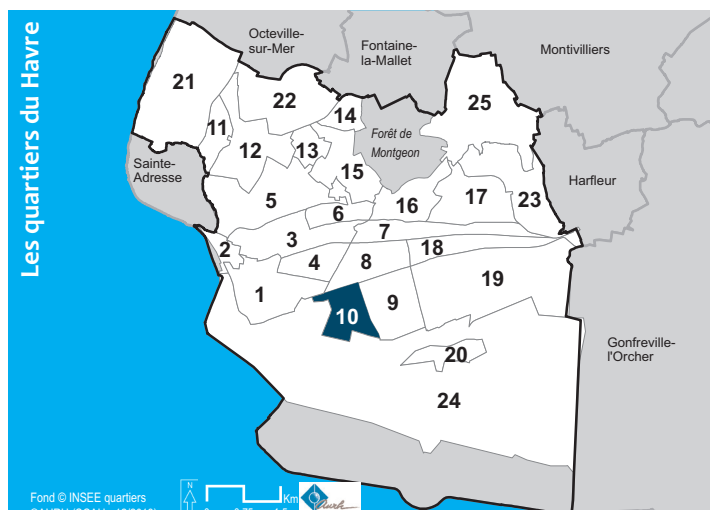 Les quartiers du Havre
Octeville-
sur-Mer
Fontaine-
la-Mallet
Montivilliers
21
22
25
14
11
Forêt de
Montgeon
12
13
Sainte-
Adresse
15
Harfleur
5
16
17
23
6
7
2
3
18
4
8
19
1
9
10
Gonfreville-
l'Orcher
20
24
N
Km
Fond © INSEE quartiers